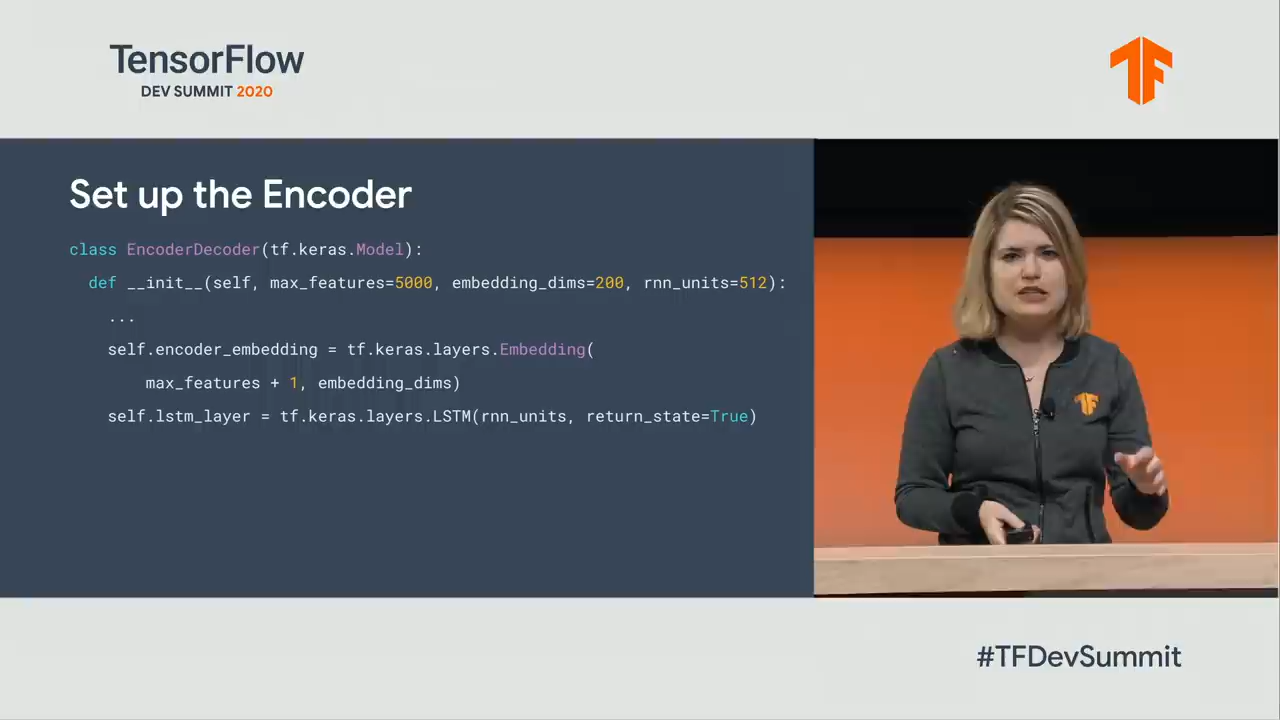 TensorFlow
DEV SUMMIT 2020
Set up the Encoder
class EncoderDecoder(tf.keras.Model):
def __init__(self, max_features=5000, embedding_dims=200, rnn_units=512):
...
self.encoder_embedding = tf.keras.layers.Embedding(
max_features + 1, embedding_dims)
self.lstm_layer = tf.keras.layers.LSTM(rnn_units, return_state=True)
#TFDevSummit